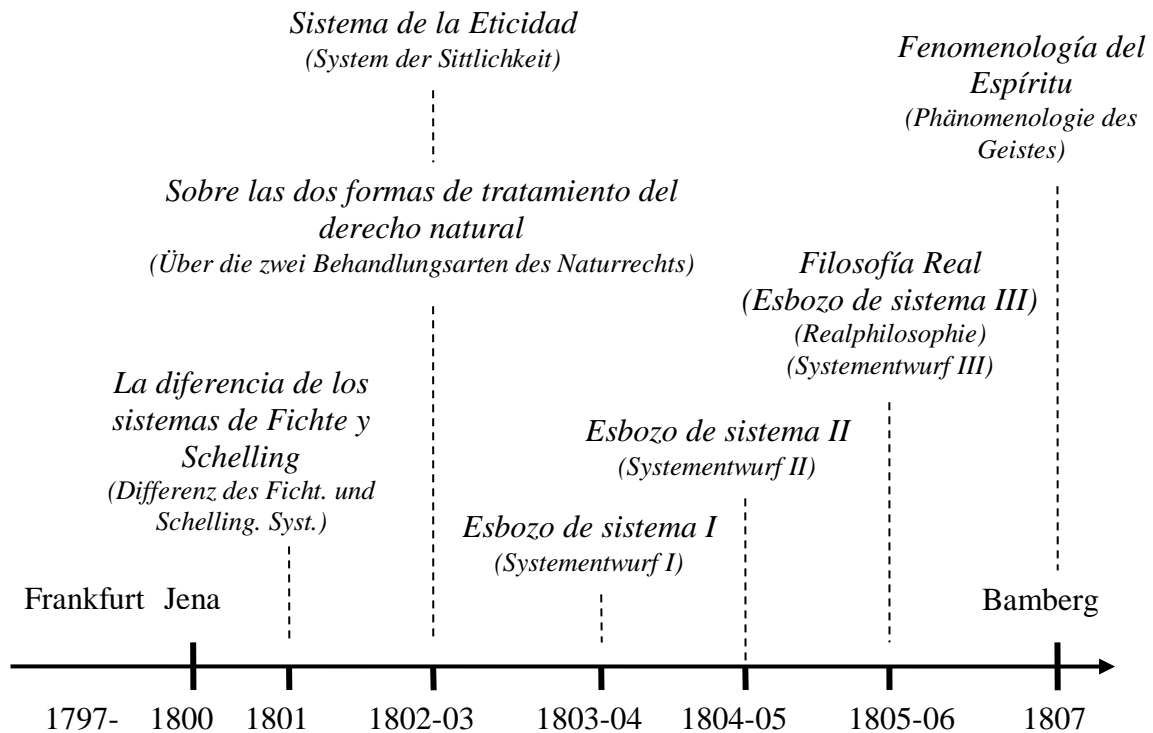 Sistema de la Eticidad
(System der Sittlichkeit)
Fenomenología del
Espíritu
(Phänomenologie des
Geistes)
Sobre las dos formas de tratamiento del
derecho natural
(Über die zwei Behandlungsarten des Naturrechts)
Filosofía Real
(Esbozo de sistema III)
(Realphilosophie)
(Systementwurf III)
La diferencia de los
sistemas de Fichte y
Schelling
(Differenz des Ficht. und
Schelling. Syst.)
Esbozo de sistema II
(Systementwurf II)
Esbozo de sistema I
(Systementwurf I)
Frankfurt Jena Bamberg
1797- 1800 1801 1802-03 1803-04 1804-05 1805-06 1807